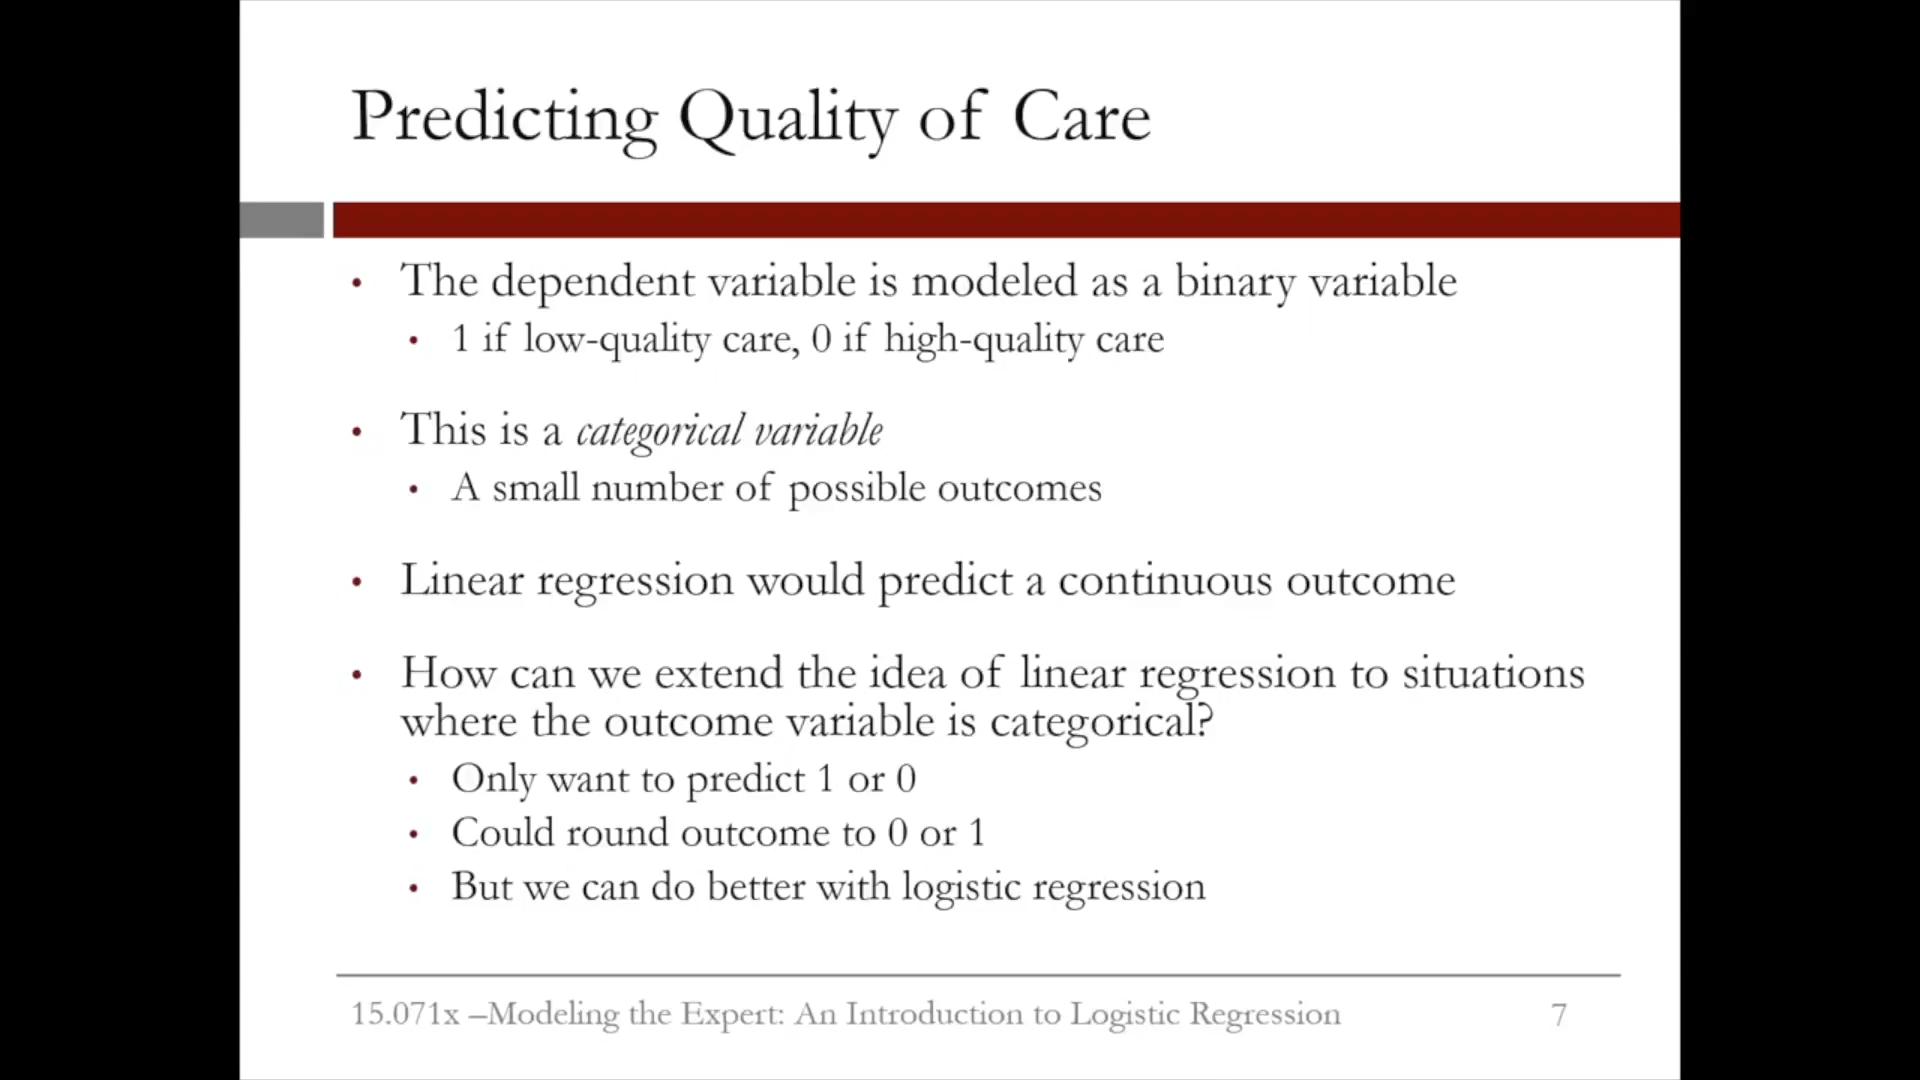 Predicting Quality of Care
• The dependent variable is modeled as a binary variable
• 1 if low-quality care, 0 if high-quality care
• This is a categorical variable
• A small number of possible outcomes
• Linear regression would predict a continuous outcome
• How can we extend the idea of linear regression to situations
where the outcome variable is categorical?
• Only want to predict 1 or 0
• Could round outcome to 0 or 1
• But we can do better with logistic regression
15.071x –Modeling the Expert: An Introduction to Logistic Regression 7